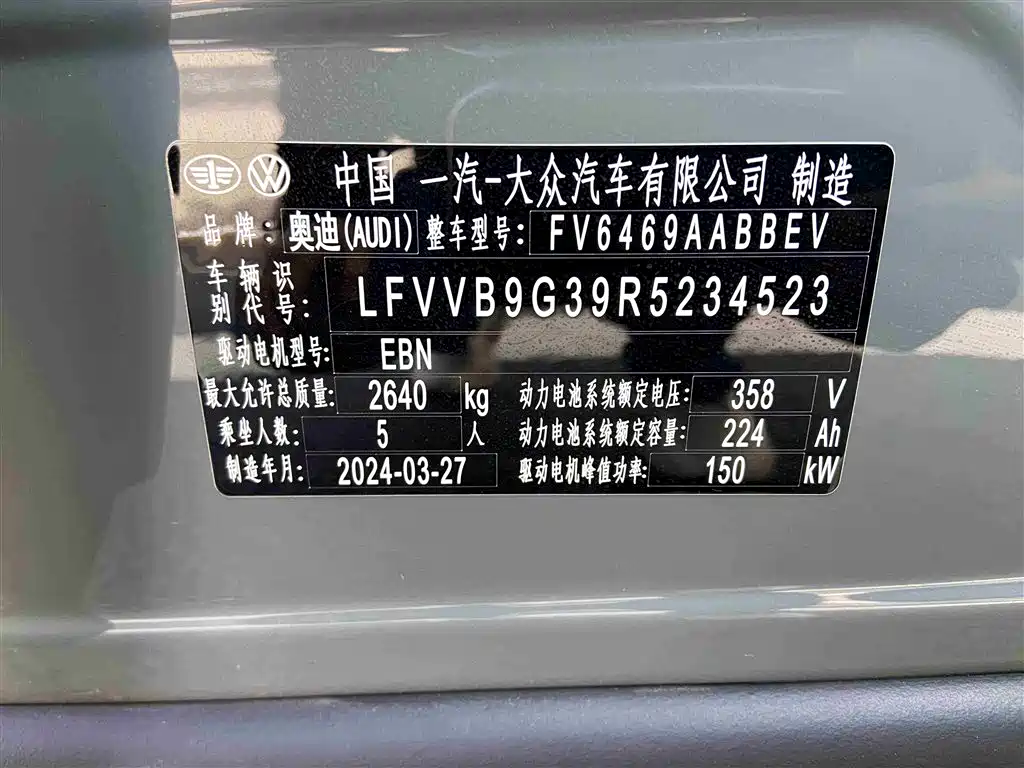 中国 一汽-大众汽车有限公司 制造
品牌: 奥迪(AUDI) 整车型号: FV6469AABBEV
车辆识别代号: LFVVB9G39R5234523
驱动电机型号: EBN
最大允许总质量: 2640 kg 动力电池系统额定电压: 358 V
乘坐人数: 5 人 动力电池系统额定容量: 224 Ah
制造年月: 2024-03-27 驱动电机峰值功率: 150 kW